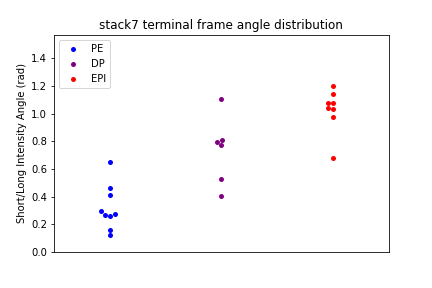 stack7 terminal frame angle distribution
PE
DP
EPI
Short/Long Intensity Angle (rad)
1.4
1.2
1.0
0.8
0.6
0.4
0.2
0.0